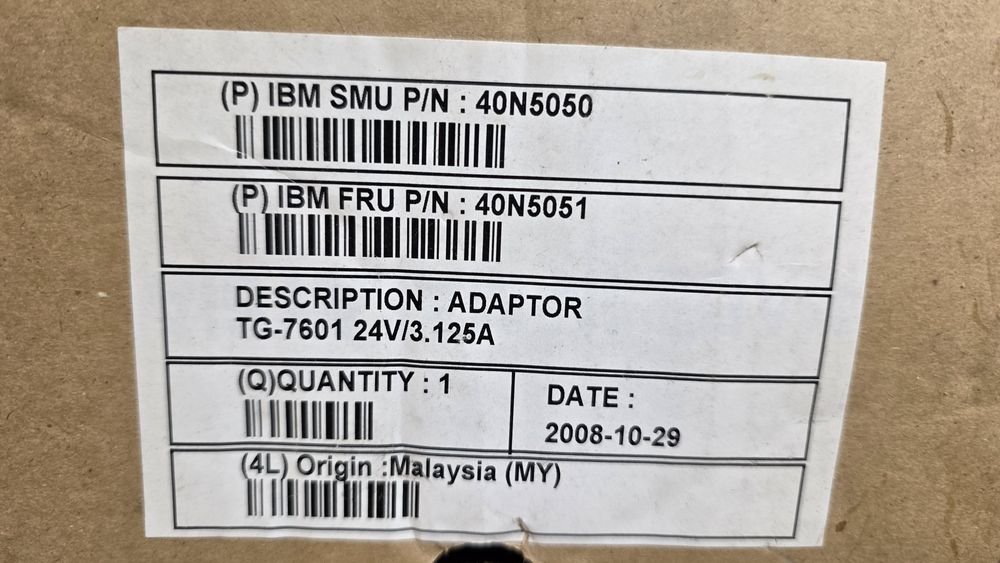 (P) IBM SMU P/N : 40N5050
(P) IBM FRU P/N : 40N5051
DESCRIPTION : ADAPTOR
TG-7601 24V/3.125A
(Q)QUANTITY : 1
DATE :
2008-10-29
(4L) Origin :Malaysia (MY)